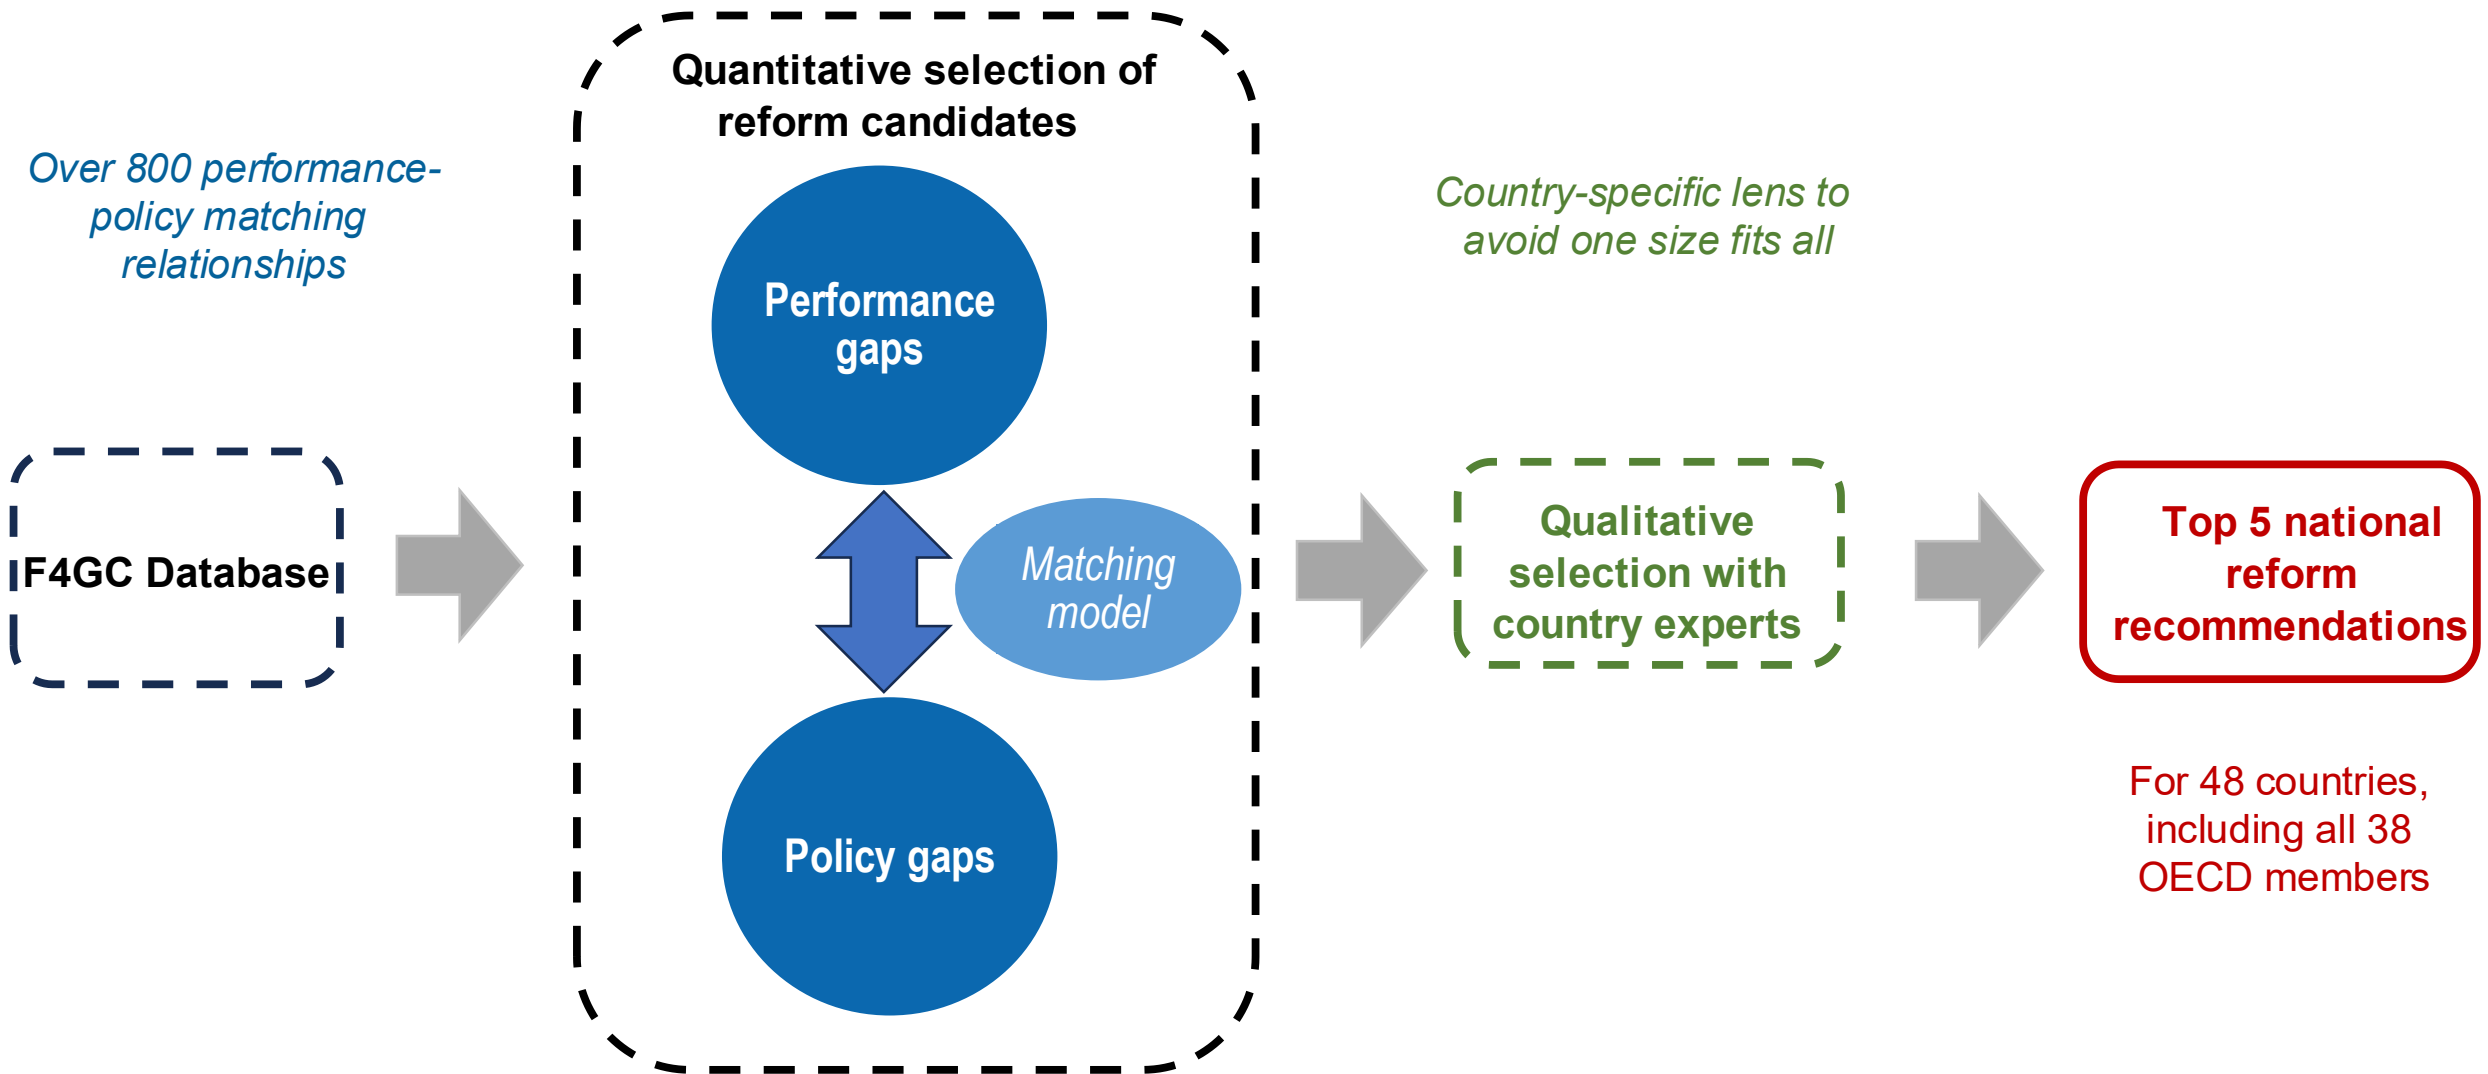 Over 800 performance-
policy matching
relationships
F4GC Database
Quantitative selection of
reform candidates
Performance
gaps
Matching
model
Policy gaps
Country-specific lens to
avoid one size fits all
Qualitative
selection with
country experts
Top 5 national
reform
recommendations
For 48 countries,
including all 38
OECD members